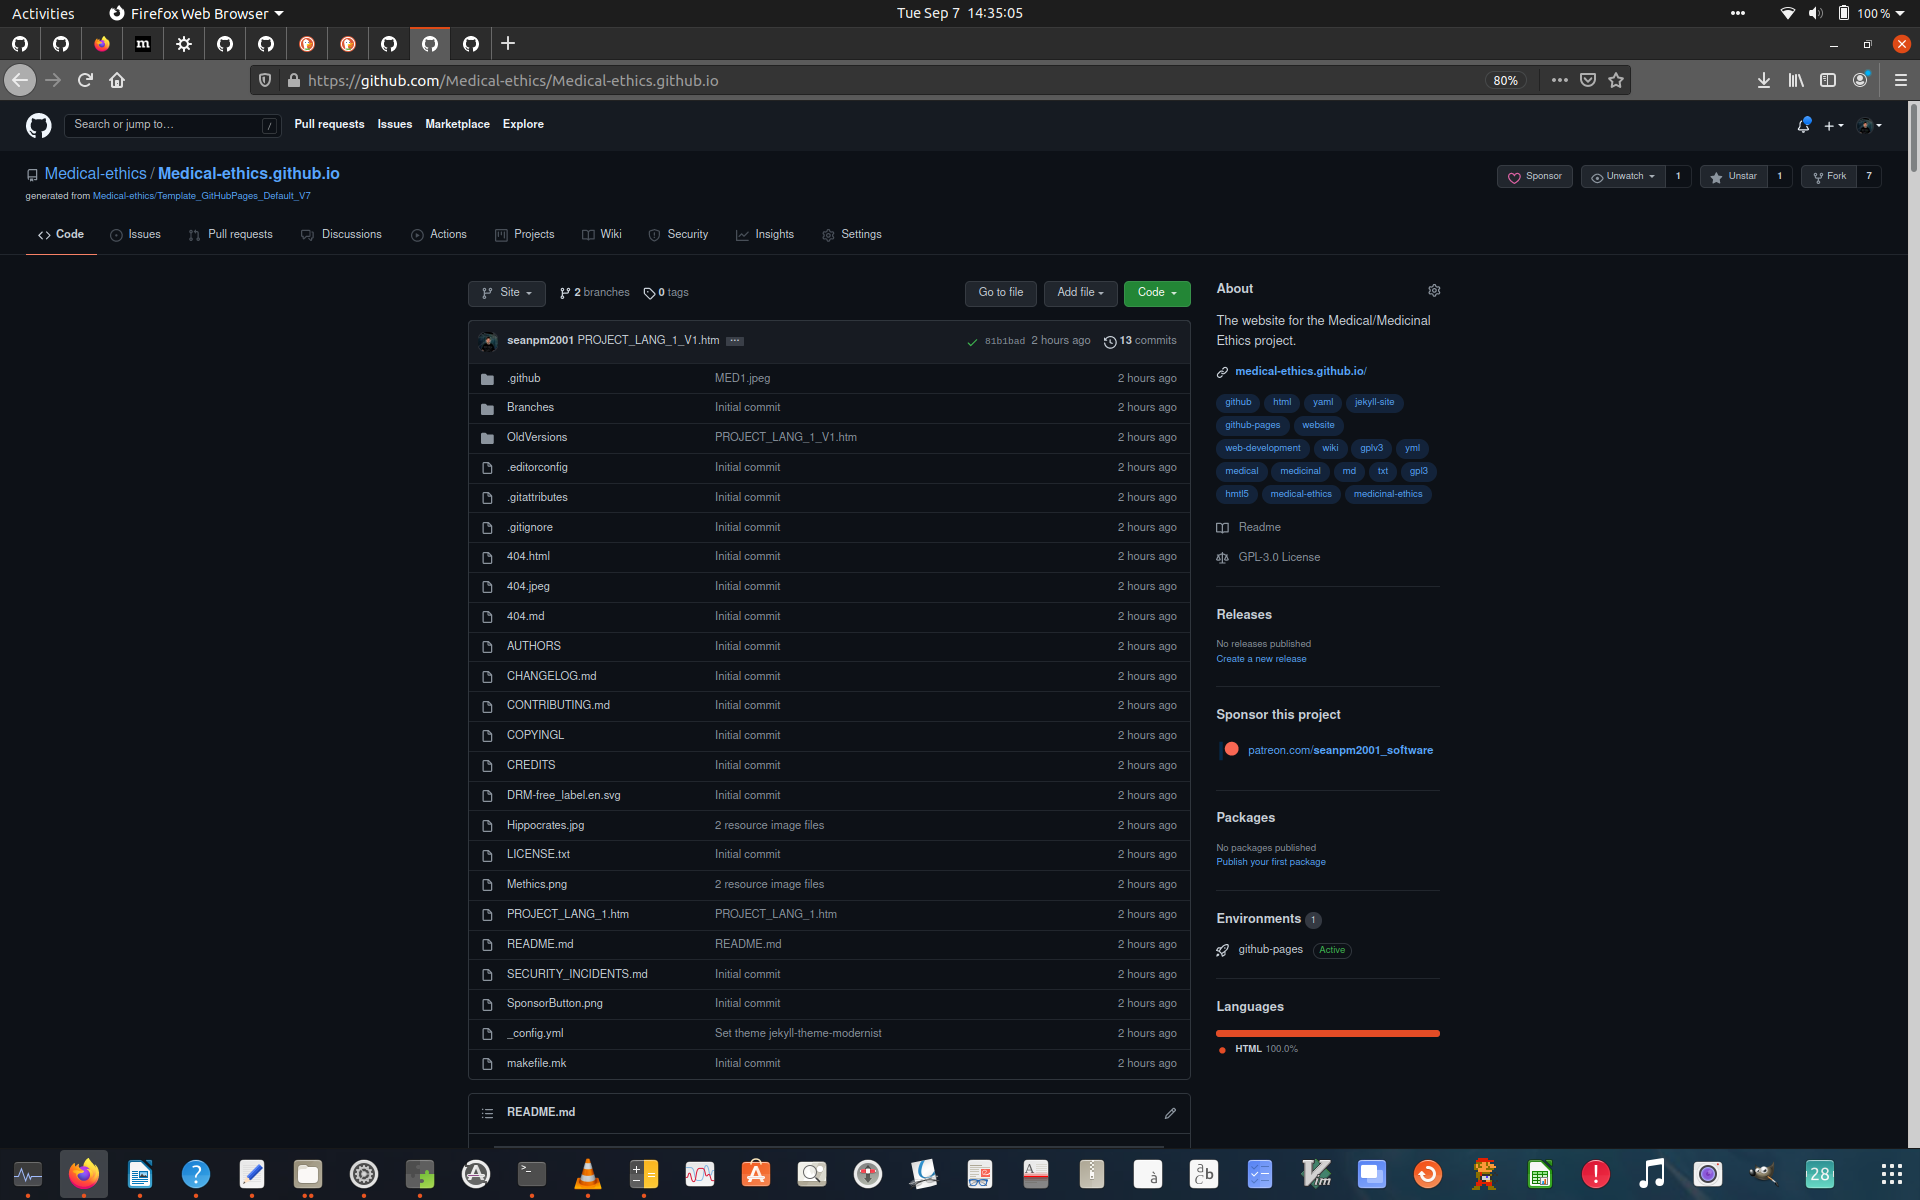 Activities Firefox Web Browser Tue Sep 7 14:35:05 100 %
m
https://github.com/Medical-ethics/Medical-ethics.github.io 80%
Search or jump to... / Pull requests Issues Marketplace Explore
Medical-ethics / Medical-ethics.github.io Sponsor Unwatch 1 Unstar 1 Fork 7
generated from Medical-ethics/Template_GitHubPages_Default_V7
Code Issues Pull requests Discussions Actions Projects Wiki Security Insights Settings
Site 2 branches 0 tags Go to file Add file Code
seanpm2001 PROJECT_LANG_1_V1.htm ... 81b1bad 2 hours ago 13 commits
.github MED1.jpeg 2 hours ago
Branches Initial commit 2 hours ago
OldVersions PROJECT_LANG_1_V1.htm 2 hours ago
.editorconfig Initial commit 2 hours ago
.gitattributes Initial commit 2 hours ago
.gitignore Initial commit 2 hours ago
404.html Initial commit 2 hours ago
404.jpeg Initial commit 2 hours ago
404.md Initial commit 2 hours ago
AUTHORS Initial commit 2 hours ago
CHANGELOG.md Initial commit 2 hours ago
CONTRIBUTING.md Initial commit 2 hours ago
COPYINGL Initial commit 2 hours ago
CREDITS Initial commit 2 hours ago
DRM-free_label.en.svg Initial commit 2 hours ago
Hippocrates.jpg 2 resource image files 2 hours ago
LICENSE.txt Initial commit 2 hours ago
Methics.png 2 resource image files 2 hours ago
PROJECT_LANG_1.htm PROJECT_LANG_1.htm 2 hours ago
README.md README.md 2 hours ago
SECURITY_INCIDENTS.md Initial commit 2 hours ago
SponsorButton.png Initial commit 2 hours ago
_config.yml Set theme jekyll-theme-modernist 2 hours ago
makefile.mk Initial commit 2 hours ago
README.md
About
The website for the Medical/Medicinal
Ethics project.
medical-ethics.github.io/
github html yaml jekyll-site
github-pages website
web-development wiki gplv3 yml
medical medicinal md txt gpl3
hmtl5 medical-ethics medicinal-ethics
Readme
GPL-3.0 License
Releases
No releases published
Create a new release
Sponsor this project
patreon.com/seanpm2001_software
Packages
No packages published
Publish your first package
Environments 1
github-pages Active
Languages
HTML 100.0%
? A à a b c Vim 28